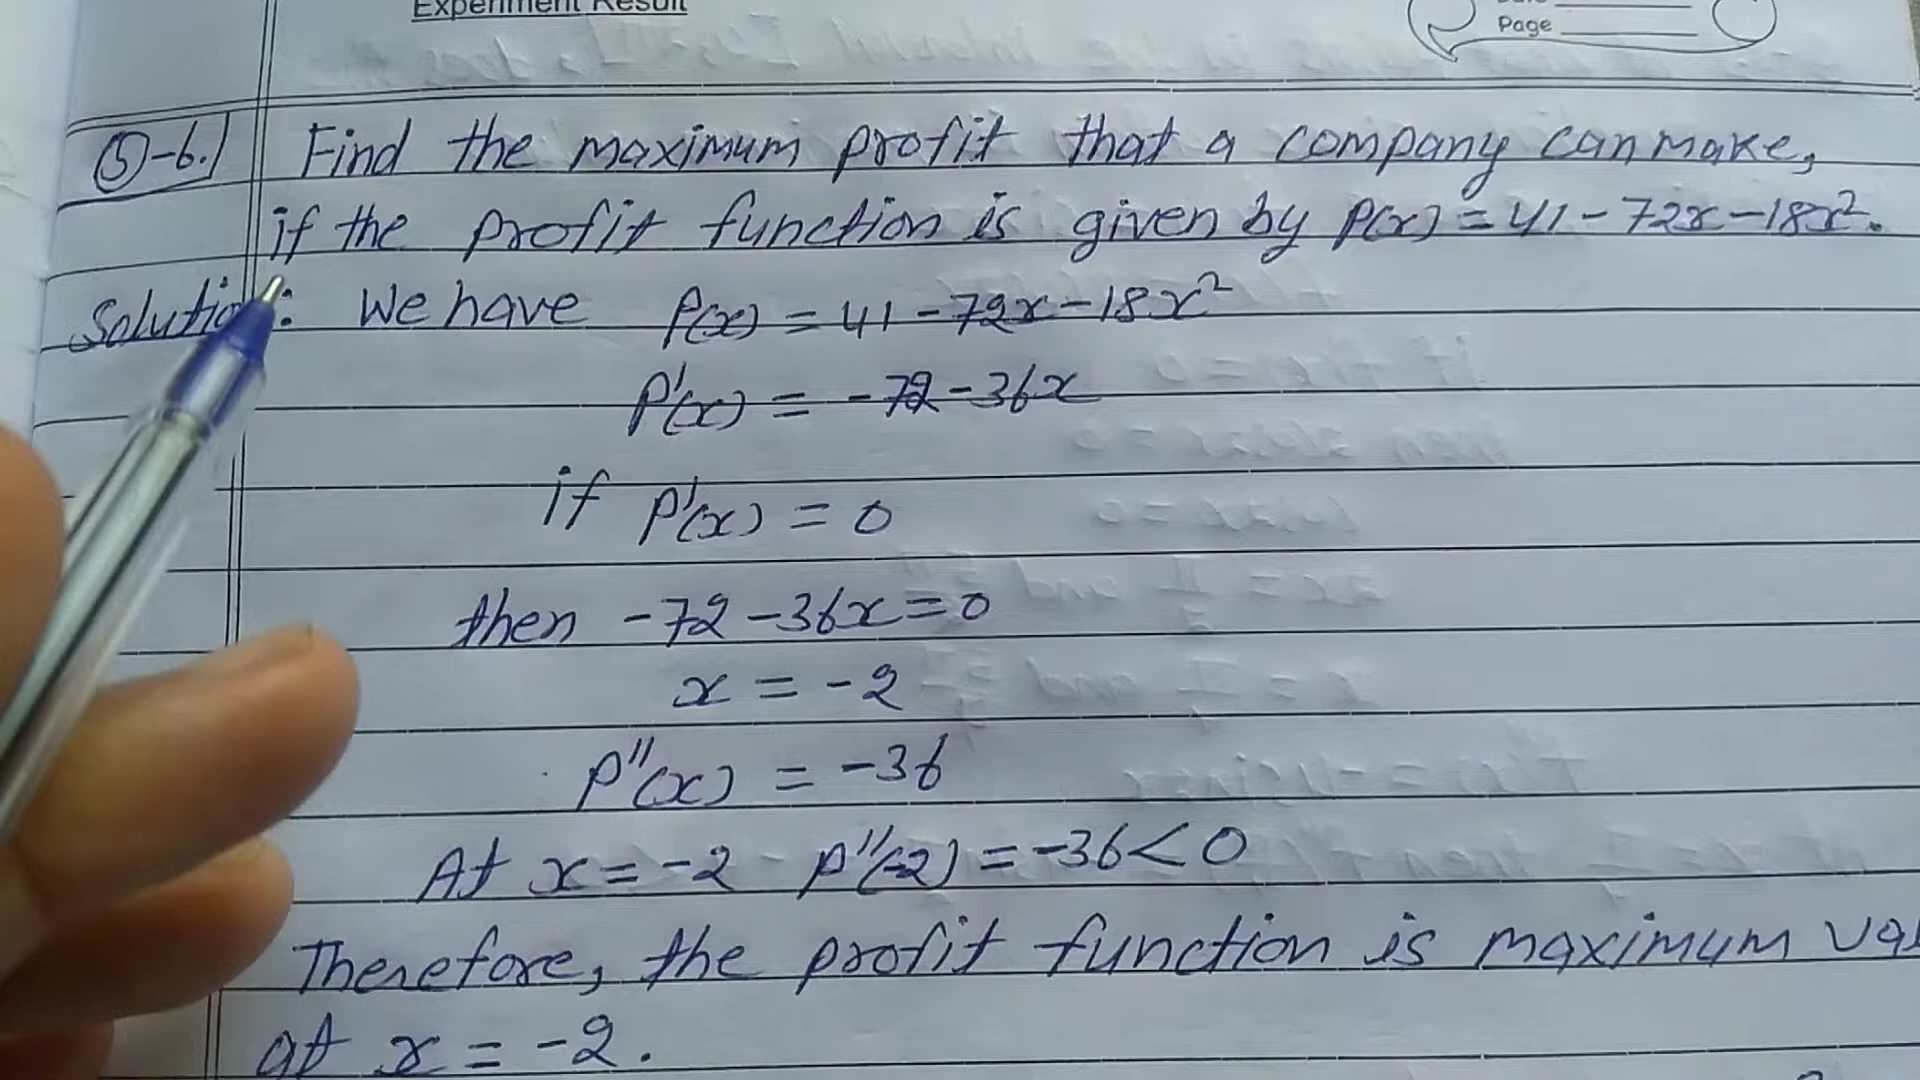 Experiment Result
Page
(5)-6.) Find the maximum profit that a company can make,
if the profit function is given by P(x) = 41 - 72x - 18x².
Solution: We have P(x) = 41 - 72x - 18x²
P'(x) = -72 - 36x
if P'(x) = 0
then -72 - 36x = 0
x = -2
P''(x) = -36
At x = -2 P''(-2) = -36 < 0
Therefore, the profit function is maximum val
at x = -2.